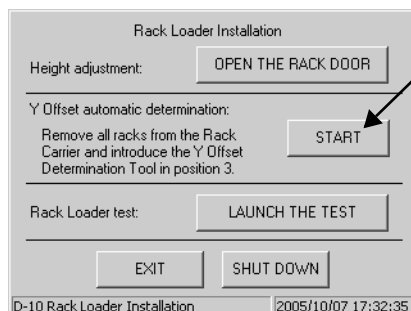 Rack Loader Installation
Height adjustment: OPEN THE RACK DOOR
Y Offset automatic determination:
Remove all racks from the Rack
Carrier and introduce the Y Offset
Determination Tool in position 3.
START
Rack Loader test: LAUNCH THE TEST
EXIT SHUT DOWN
D-10 Rack Loader Installation 2005/10/07 17:32:35